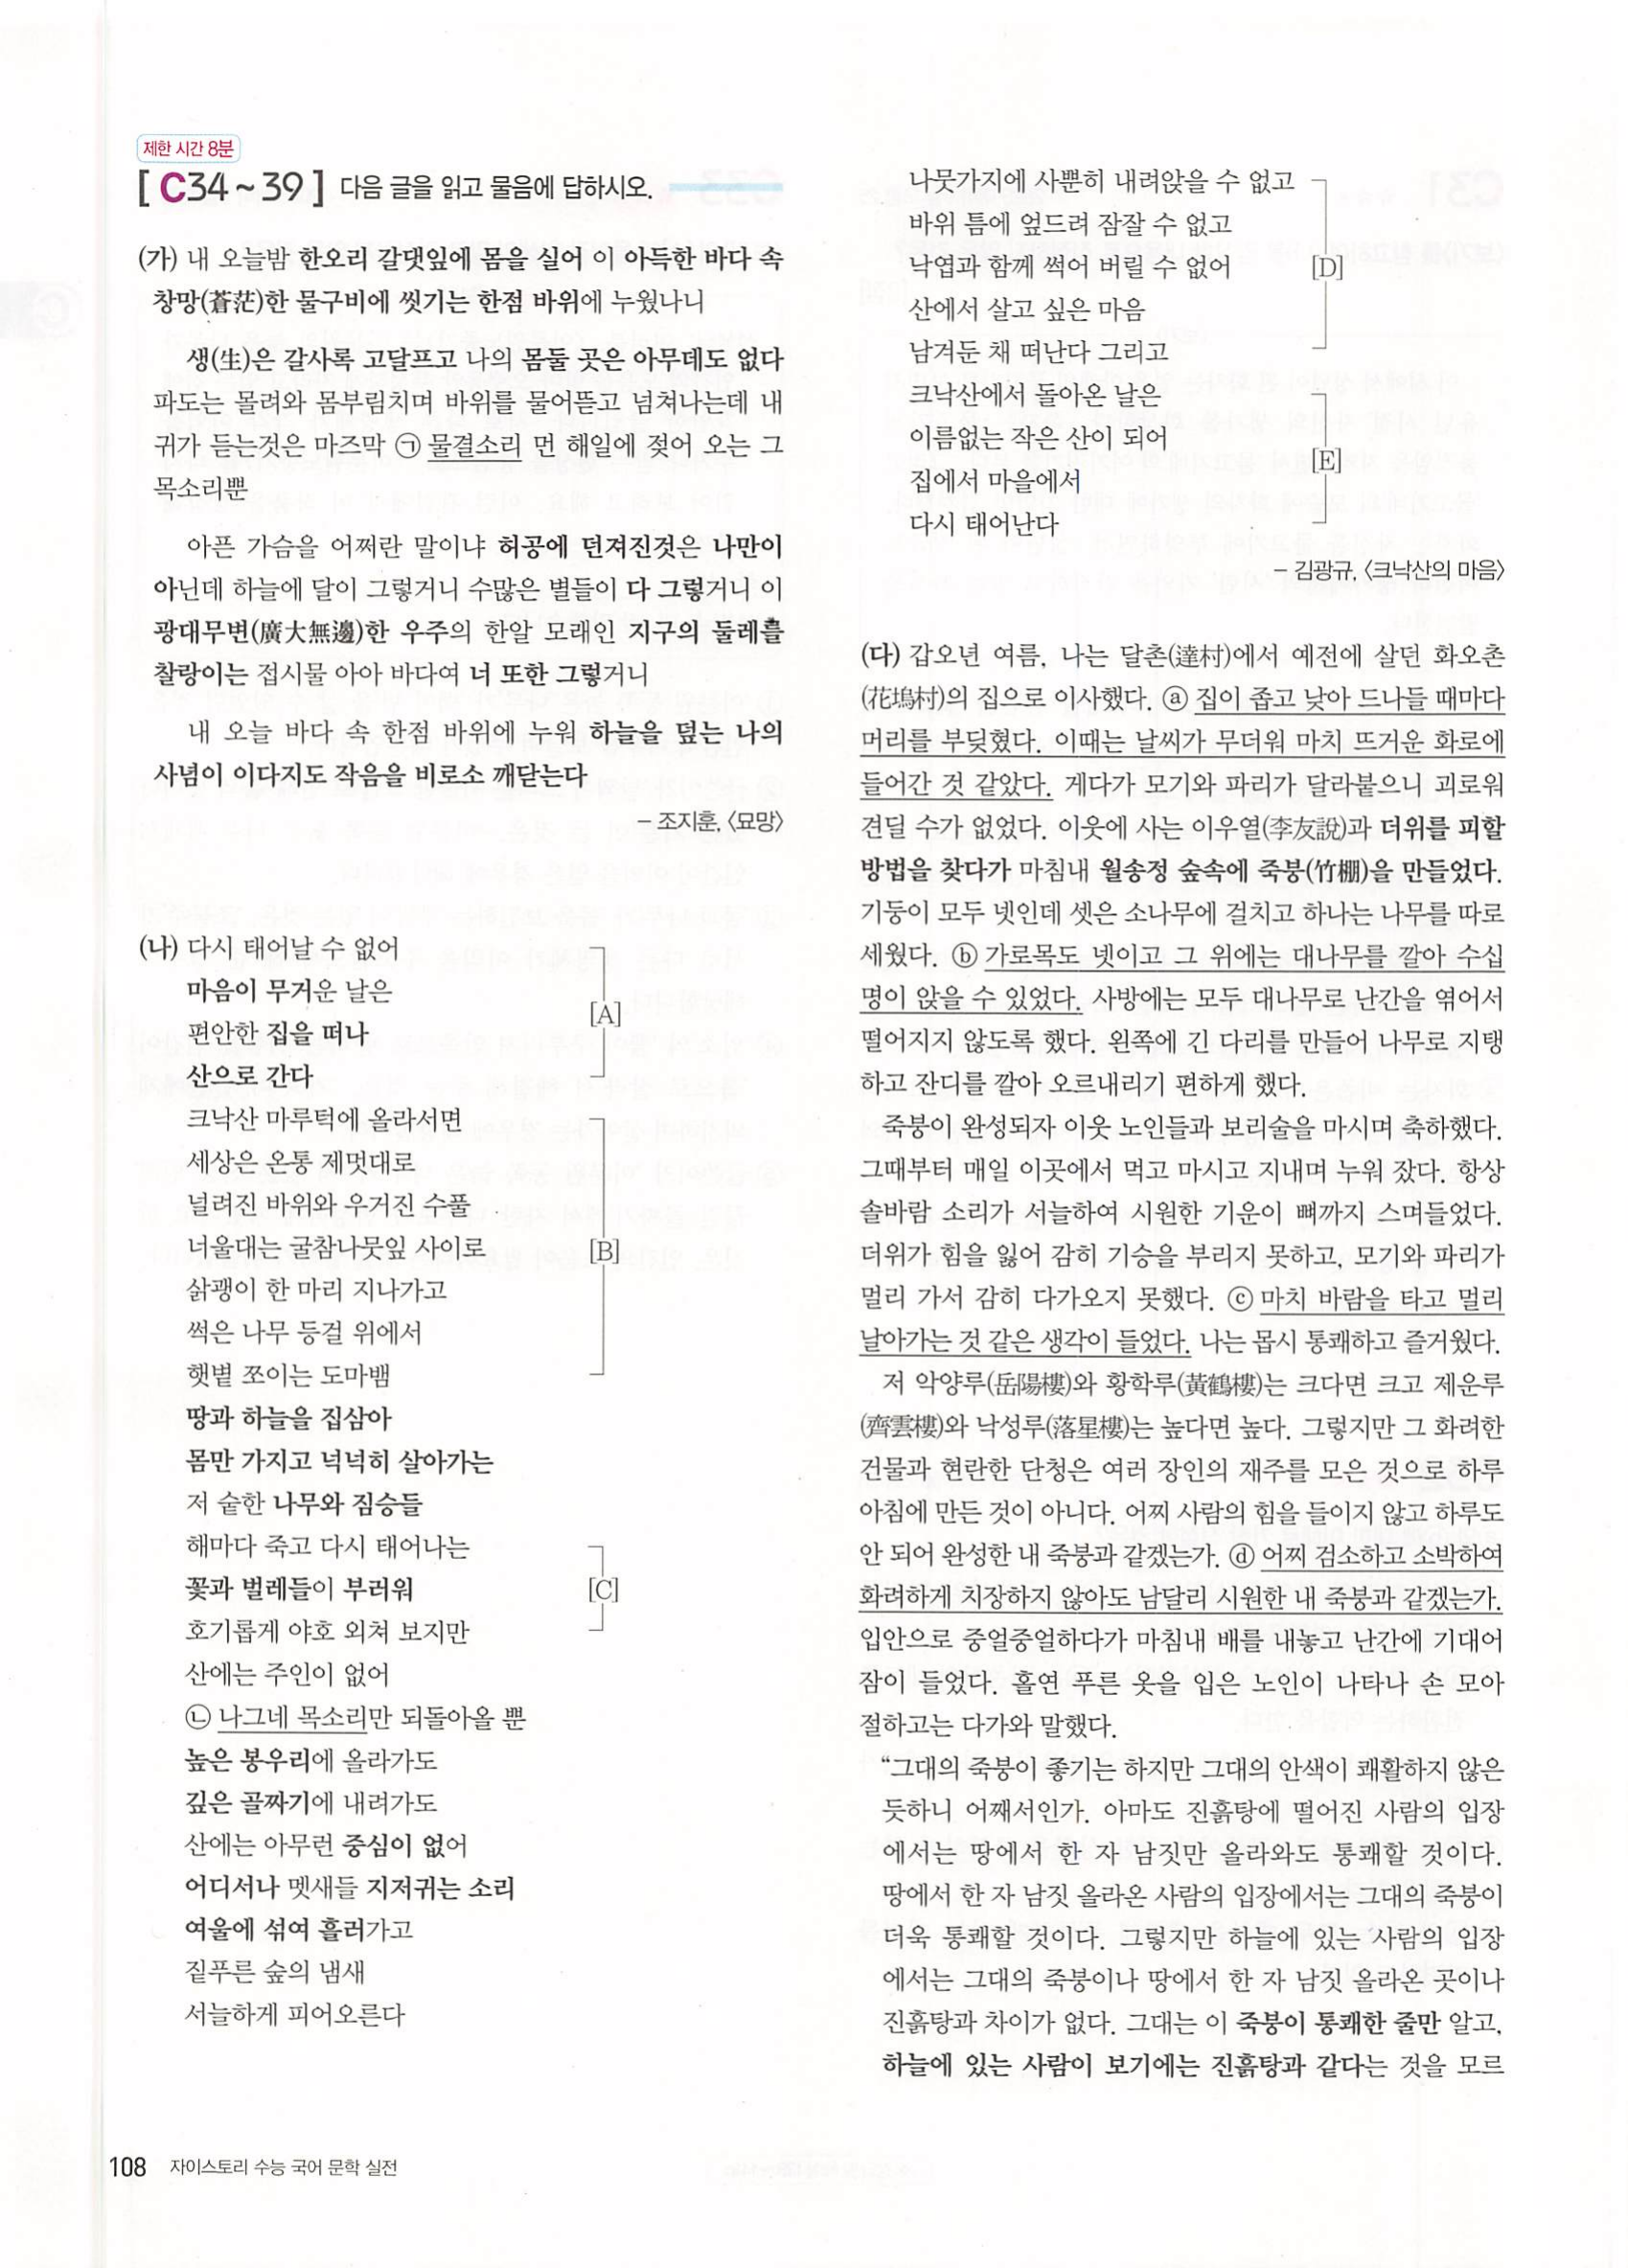 제한 시간 8분
[ C34 ~ 39 ] 다음 글을 읽고 물음에 답하시오.
(가) 내 오늘밤 한오리 갈댓잎에 몸을 실어 이 아득한 바다 속
창망(蒼茫)한 물구비에 씻기는 한점 바위에 누웠나니
생(生)은 갈사록 고달프고 나의 몸둘 곳은 아무데도 없다
파도는 몰려와 몸부림치며 바위를 물어뜯고 넘쳐나는데 내
귀가 듣는것은 마즈막 ㉠ 물결소리 먼 해일에 젖어 오는 그
목소리뿐
아픈 가슴을 어쩌란 말이냐 허공에 던져진것은 나만이
아닌데 하늘에 달이 그렇거니 수많은 별들이 다 그렇거니 이
광대무변(廣大無邊)한 우주의 한알 모래인 지구의 둘레를
찰랑이는 접시물 아아 바다여 너 또한 그렇거니
내 오늘 바다 속 한점 바위에 누워 하늘을 덮는 나의
사념이 이다지도 작음을 비로소 깨닫는다
– 조지훈, 〈묘망〉
(나) 다시 태어날 수 없어
마음이 무거운 날은
편안한 집을 떠나
산으로 간다
[A]
크낙산 마루턱에 올라서면
세상은 온통 제멋대로
널려진 바위와 우거진 수풀
너울대는 굴참나뭇잎 사이로
삵괭이 한 마리 지나가고
썩은 나무 등걸 위에서
햇볕 쪼이는 도마뱀
[B]
땅과 하늘을 집삼아
몸만 가지고 넉넉히 살아가는
저 숱한 나무와 짐승들
해마다 죽고 다시 태어나는
꽃과 벌레들이 부러워
호기롭게 야호 외쳐 보지만
[C]
산에는 주인이 없어
㉡ 나그네 목소리만 되돌아올 뿐
높은 봉우리에 올라가도
깊은 골짜기에 내려가도
산에는 아무런 중심이 없어
어디서나 멧새들 지저귀는 소리
여울에 섞여 흘러가고
짙푸른 숲의 냄새
서늘하게 피어오른다
나뭇가지에 사뿐히 내려앉을 수 없고
바위 틈에 엎드려 잠잘 수 없고
낙엽과 함께 썩어 버릴 수 없어
산에서 살고 싶은 마음
남겨둔 채 떠난다 그리고
[D]
크낙산에서 돌아온 날은
이름없는 작은 산이 되어
집에서 마을에서
다시 태어난다
[E]
– 김광규, 〈크낙산의 마음〉
(다) 갑오년 여름, 나는 달촌(達村)에서 예전에 살던 화오촌
(花塢村)의 집으로 이사했다. ⓐ 집이 좁고 낮아 드나들 때마다
머리를 부딪혔다. 이때는 날씨가 무더워 마치 뜨거운 화로에
들어간 것 같았다. 게다가 모기와 파리가 달라붙으니 괴로워
견딜 수가 없었다. 이웃에 사는 이우열(李友說)과 더위를 피할
방법을 찾다가 마침내 월송정 숲속에 죽붕(竹棚)을 만들었다.
기둥이 모두 넷인데 셋은 소나무에 걸치고 하나는 나무를 따로
세웠다. ⓑ 가로목도 넷이고 그 위에는 대나무를 깔아 수십
명이 앉을 수 있었다. 사방에는 모두 대나무로 난간을 엮어서
떨어지지 않도록 했다. 왼쪽에 긴 다리를 만들어 나무로 지탱
하고 잔디를 깔아 오르내리기 편하게 했다.
죽붕이 완성되자 이웃 노인들과 보리술을 마시며 축하했다.
그때부터 매일 이곳에서 먹고 마시고 지내며 누워 잤다. 항상
솔바람 소리가 서늘하여 시원한 기운이 뼈까지 스며들었다.
더위가 힘을 잃어 감히 기승을 부리지 못하고, 모기와 파리가
멀리 가서 감히 다가오지 못했다. ⓒ 마치 바람을 타고 멀리
날아가는 것 같은 생각이 들었다. 나는 몹시 통쾌하고 즐거웠다.
저 악양루(岳陽樓)와 황학루(黃鶴樓)는 크다면 크고 제운루
(齊雲樓)와 낙성루(落星樓)는 높다면 높다. 그렇지만 그 화려한
건물과 현란한 단청은 여러 장인의 재주를 모은 것으로 하루
아침에 만든 것이 아니다. 어찌 사람의 힘을 들이지 않고 하루도
안 되어 완성한 내 죽붕과 같겠는가. ⓓ 어찌 검소하고 소박하여
화려하게 치장하지 않아도 남달리 시원한 내 죽붕과 같겠는가.
입안으로 중얼중얼하다가 마침내 배를 내놓고 난간에 기대어
잠이 들었다. 홀연 푸른 옷을 입은 노인이 나타나 손 모아
절하고는 다가와 말했다.
“그대의 죽붕이 좋기는 하지만 그대의 안색이 쾌활하지 않은
듯하니 어째서인가. 아마도 진흙탕에 떨어진 사람의 입장
에서는 땅에서 한 자 남짓만 올라와도 통쾌할 것이다.
땅에서 한 자 남짓 올라온 사람의 입장에서는 그대의 죽붕이
더욱 통쾌할 것이다. 그렇지만 하늘에 있는 사람의 입장
에서는 그대의 죽붕이나 땅에서 한 자 남짓 올라온 곳이나
진흙탕과 차이가 없다. 그대는 이 죽붕이 통쾌한 줄만 알고,
하늘에 있는 사람이 보기에는 진흙탕과 같다는 것을 모르
108 자이스토리 수능 국어 문학 실전